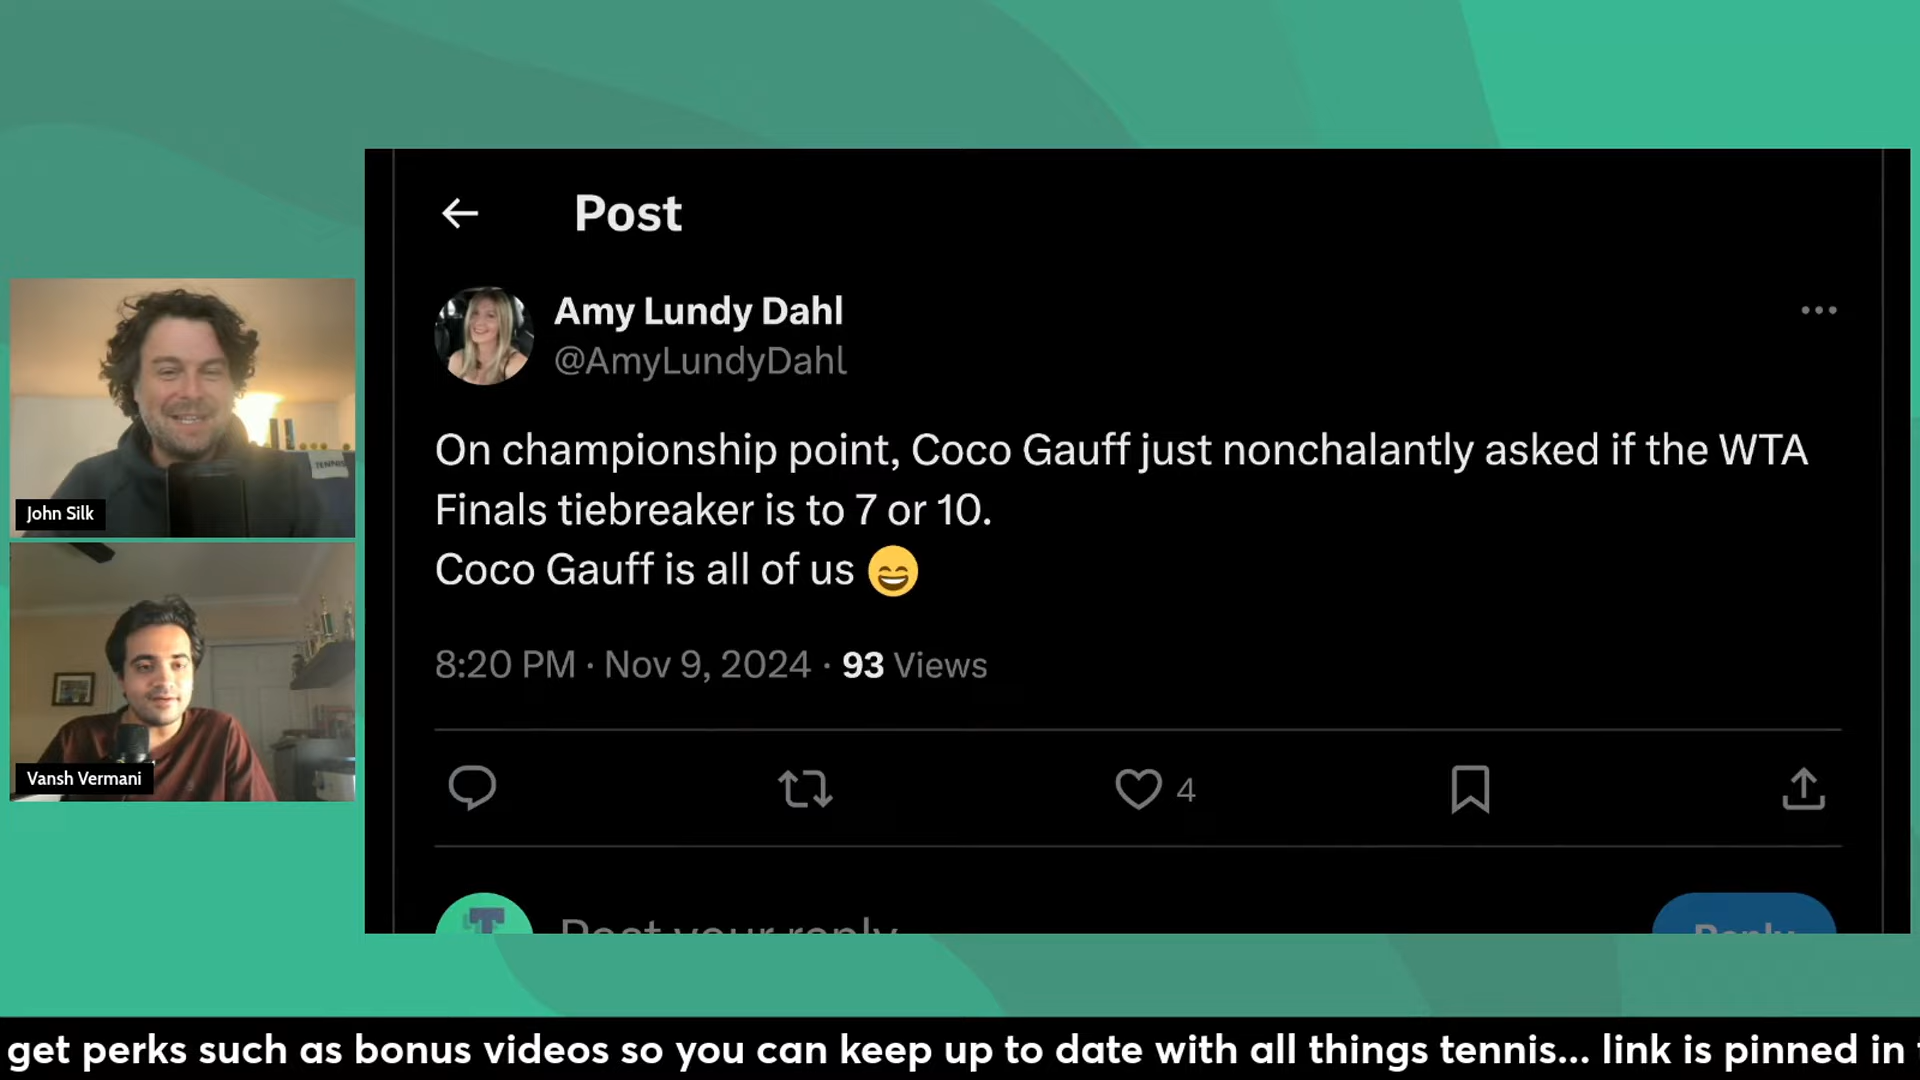 Post
Amy Lundy Dahl
@AmyLundyDahl
On championship point, Coco Gauff just nonchalantly asked if the WTA
Finals tiebreaker is to 7 or 10.
Coco Gauff is all of us 😄
8:20 PM · Nov 9, 2024 · 93 Views
4
Post your reply
Reply
TENNIS
John Silk
Vansh Vermani
get perks such as bonus videos so you can keep up to date with all things tennis... link is pinned in